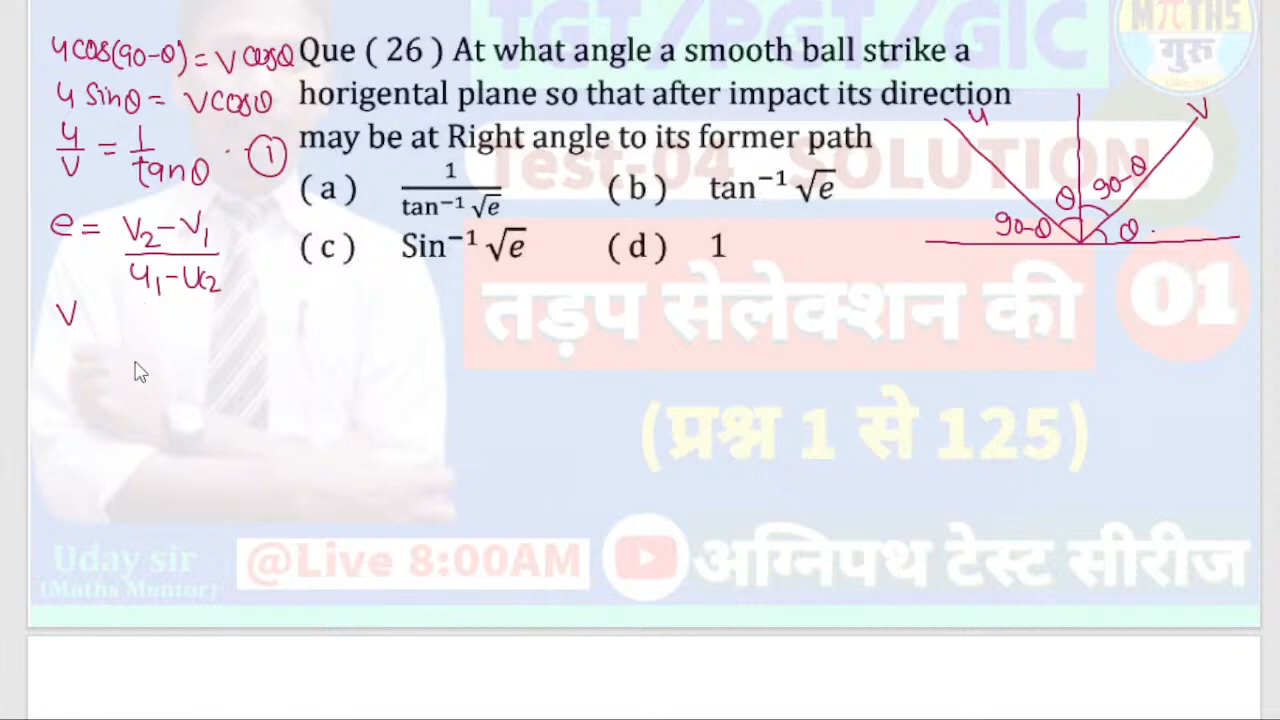 TGT/PGT/GIC
MπTHS
गुरु
u cos(90-θ) = v cosθ
u sinθ = v cosθ
u/v = 1/tanθ ... (1)
e = (v₂-v₁)/(u₁-u₂)
v
Que ( 26 ) At what angle a smooth ball strike a
horigental plane so that after impact its direction
may be at Right angle to its former path
( a ) 1/tan⁻¹√e ( b ) tan⁻¹√e
( c ) Sin⁻¹√e ( d ) 1
u
v
θ
90-θ
90-θ
θ
Test-04 SOLUTION
तड़प सेलेक्शन की
01
(प्रश्न 1 से 125)
Uday sir
(Maths Mentor)
@Live 8:00AM
अग्निपथ टेस्ट सीरीज